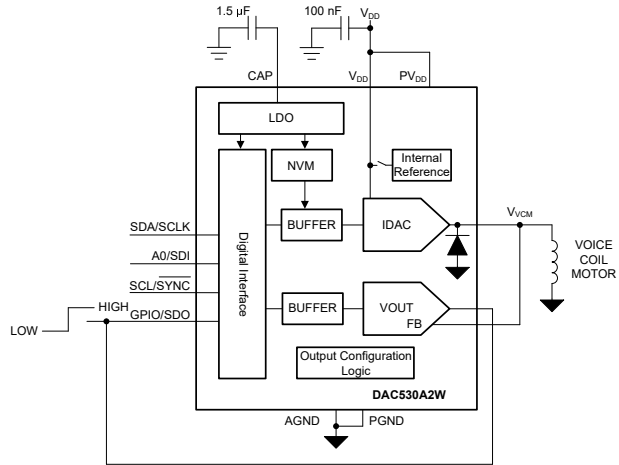 1.5 µF
100 nF
VDD
CAP
VDD
PVDD
LDO
NVM
Internal
Reference
Digital Interface
BUFFER
IDAC
VVCM
SDA/SCLK
A0/SDI
SCL/SYNC
HIGH
LOW
GPIO/SDO
VOICE
COIL
MOTOR
BUFFER
VOUT
FB
Output Configuration
Logic
DAC530A2W
AGND
PGND